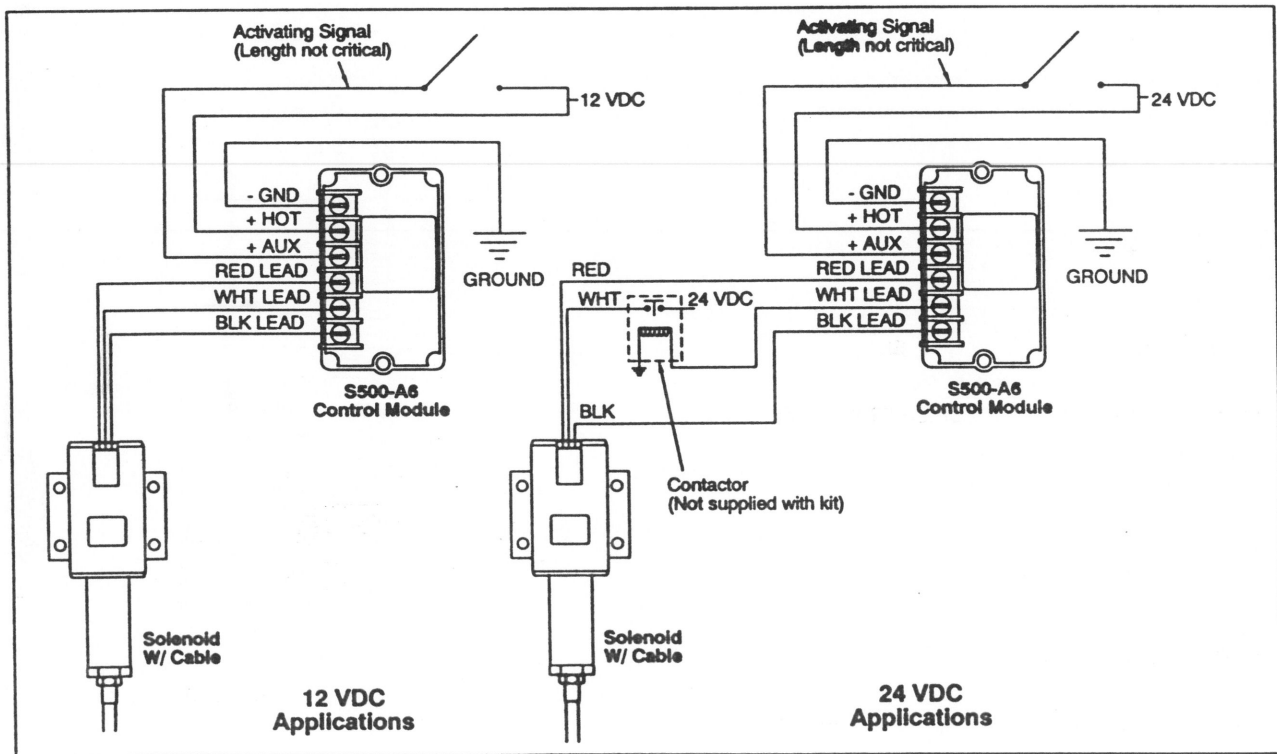 Activating Signal
(Length not critical)
12 VDC
- GND
+ HOT
+ AUX
RED LEAD
WHT LEAD
BLK LEAD
GROUND
S500-A6
Control Module
Solenoid
W/ Cable
12 VDC
Applications
Activating Signal
(Length not critical)
24 VDC
- GND
+ HOT
+ AUX
RED LEAD
WHT LEAD
BLK LEAD
GROUND
RED
WHT
24 VDC
BLK
S500-A6
Control Module
Contactor
(Not supplied with kit)
Solenoid
W/ Cable
24 VDC
Applications